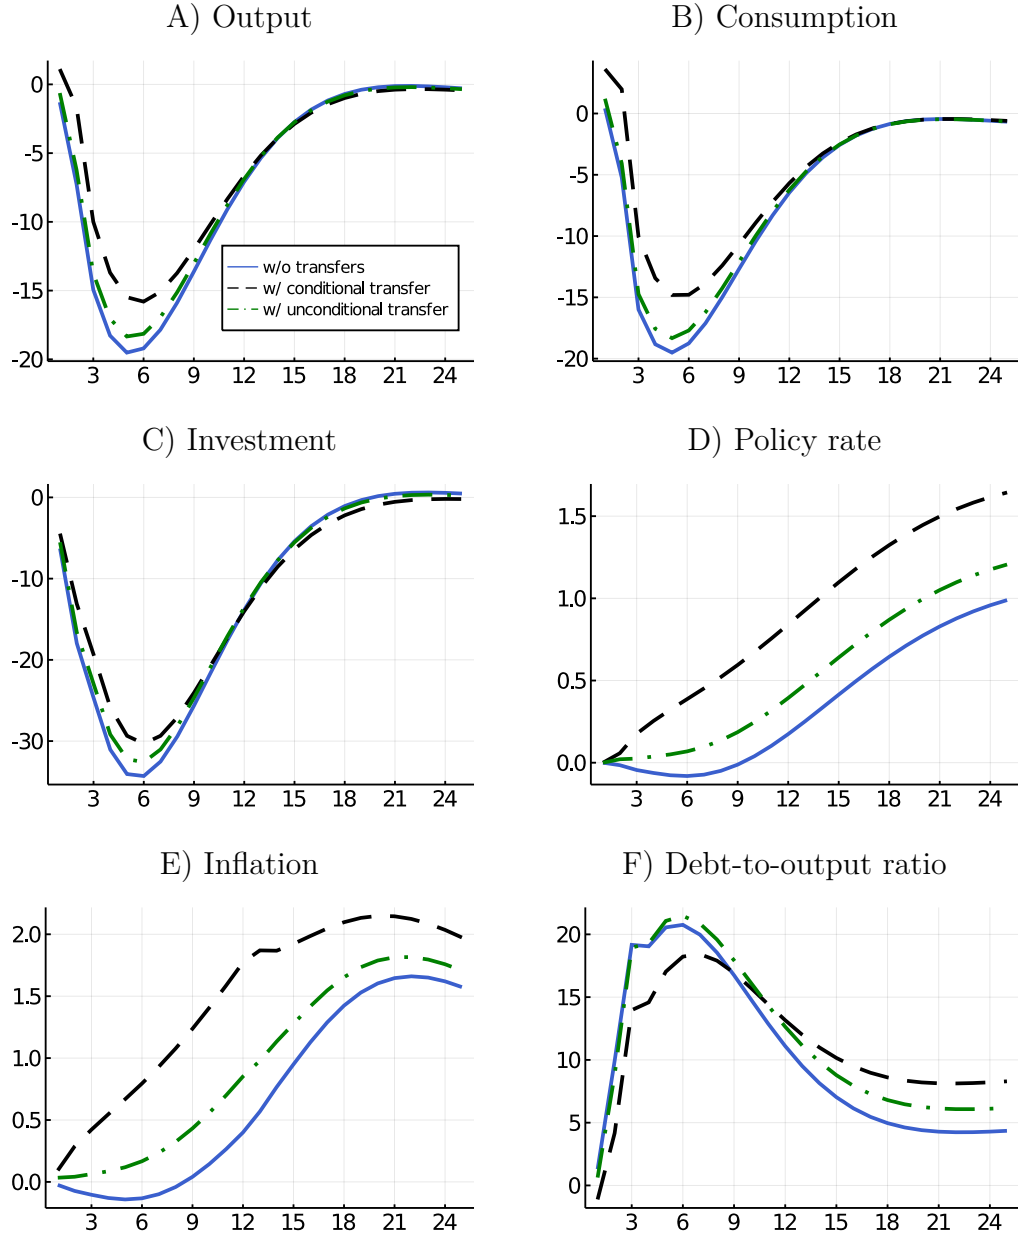 A) Output
B) Consumption
0
-5
-10
-15
-20
w/o transfers
w/ conditional transfer
w/ unconditional transfer
3 6 9 12 15 18 21 24
0
-5
-10
-15
-20
3 6 9 12 15 18 21 24
C) Investment
D) Policy rate
0
-10
-20
-30
3 6 9 12 15 18 21 24
1.5
1.0
0.5
0.0
3 6 9 12 15 18 21 24
E) Inflation
F) Debt-to-output ratio
2.0
1.5
1.0
0.5
0.0
3 6 9 12 15 18 21 24
20
15
10
5
0
3 6 9 12 15 18 21 24